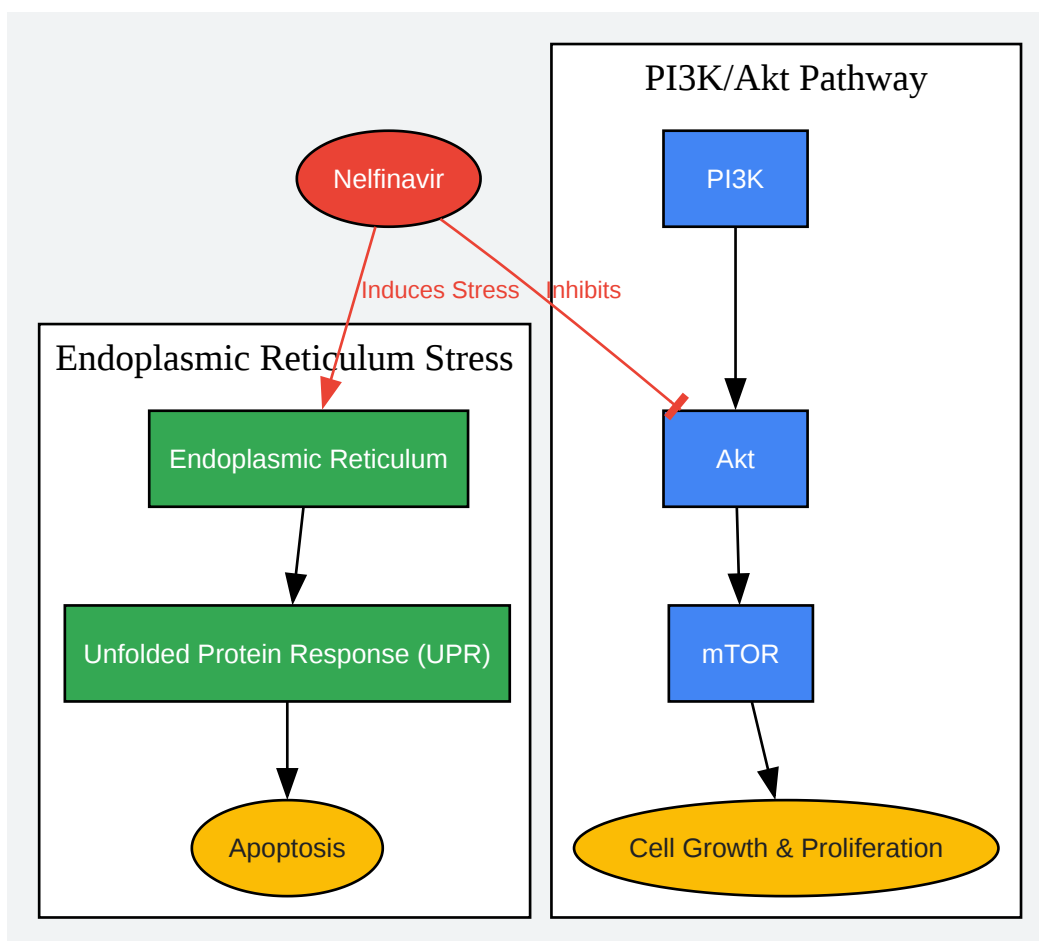 PI3K/Akt Pathway
Nelfinavir
PI3K
Induces Stress
Inhibits
Endoplasmic Reticulum Stress
Endoplasmic Reticulum
Akt
Unfolded Protein Response (UPR)
mTOR
Apoptosis
Cell Growth & Proliferation